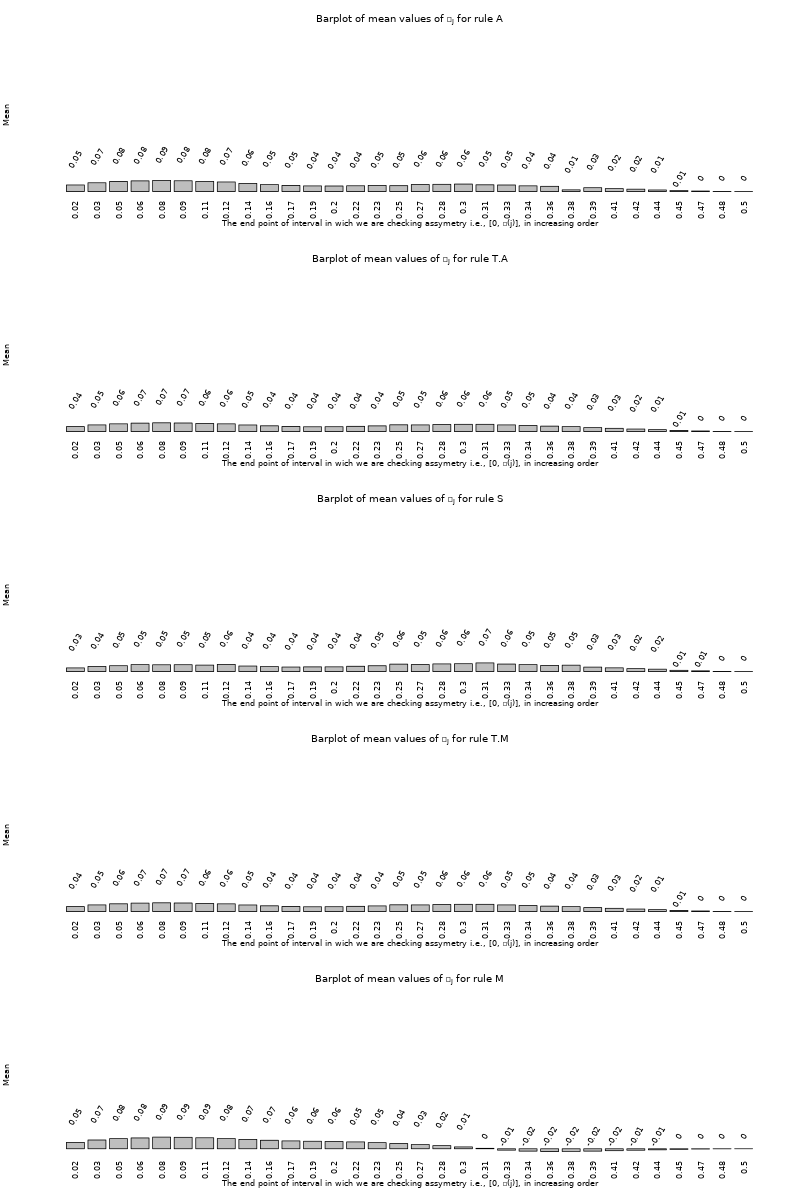 Barplot of mean values of □j for rule A
Mean
0.05 0.07 0.08 0.08 0.09 0.08 0.08 0.07 0.06 0.05 0.05 0.04 0.04 0.04 0.05 0.05 0.06 0.06 0.06 0.05 0.05 0.04 0.04 0.01 0.03 0.02 0.02 0.01 0.01 0 0 0
0.02 0.03 0.05 0.06 0.08 0.09 0.11 0.12 0.14 0.16 0.17 0.19 0.2 0.22 0.23 0.25 0.27 0.28 0.3 0.31 0.33 0.34 0.36 0.38 0.39 0.41 0.42 0.44 0.45 0.47 0.48 0.5
The end point of interval in wich we are checking assymetry i.e., [0, □(j)], in increasing order
Barplot of mean values of □j for rule T.A
Mean
0.04 0.05 0.06 0.07 0.07 0.07 0.06 0.06 0.05 0.04 0.04 0.04 0.04 0.04 0.04 0.05 0.05 0.06 0.06 0.06 0.05 0.05 0.04 0.04 0.03 0.03 0.02 0.01 0.01 0 0 0
0.02 0.03 0.05 0.06 0.08 0.09 0.11 0.12 0.14 0.16 0.17 0.19 0.2 0.22 0.23 0.25 0.27 0.28 0.3 0.31 0.33 0.34 0.36 0.38 0.39 0.41 0.42 0.44 0.45 0.47 0.48 0.5
The end point of interval in wich we are checking assymetry i.e., [0, □(j)], in increasing order
Barplot of mean values of □j for rule S
Mean
0.03 0.04 0.05 0.05 0.05 0.05 0.05 0.06 0.04 0.04 0.04 0.04 0.04 0.04 0.05 0.06 0.05 0.06 0.06 0.07 0.06 0.05 0.05 0.05 0.03 0.03 0.02 0.02 0.01 0.01 0 0
0.02 0.03 0.05 0.06 0.08 0.09 0.11 0.12 0.14 0.16 0.17 0.19 0.2 0.22 0.23 0.25 0.27 0.28 0.3 0.31 0.33 0.34 0.36 0.38 0.39 0.41 0.42 0.44 0.45 0.47 0.48 0.5
The end point of interval in wich we are checking assymetry i.e., [0, □(j)], in increasing order
Barplot of mean values of □j for rule T.M
Mean
0.04 0.05 0.06 0.07 0.07 0.07 0.06 0.06 0.05 0.04 0.04 0.04 0.04 0.04 0.04 0.05 0.05 0.06 0.06 0.06 0.05 0.05 0.04 0.04 0.03 0.03 0.02 0.01 0.01 0 0 0
0.02 0.03 0.05 0.06 0.08 0.09 0.11 0.12 0.14 0.16 0.17 0.19 0.2 0.22 0.23 0.25 0.27 0.28 0.3 0.31 0.33 0.34 0.36 0.38 0.39 0.41 0.42 0.44 0.45 0.47 0.48 0.5
The end point of interval in wich we are checking assymetry i.e., [0, □(j)], in increasing order
Barplot of mean values of □j for rule M
Mean
0.05 0.07 0.08 0.08 0.09 0.09 0.09 0.08 0.07 0.07 0.06 0.06 0.06 0.05 0.05 0.04 0.03 0.02 0.01 0 -0.01 -0.02 -0.02 -0.02 -0.02 -0.02 -0.01 -0.01 0 0 0 0
0.02 0.03 0.05 0.06 0.08 0.09 0.11 0.12 0.14 0.16 0.17 0.19 0.2 0.22 0.23 0.25 0.27 0.28 0.3 0.31 0.33 0.34 0.36 0.38 0.39 0.41 0.42 0.44 0.45 0.47 0.48 0.5
The end point of interval in wich we are checking assymetry i.e., [0, □(j)], in increasing order